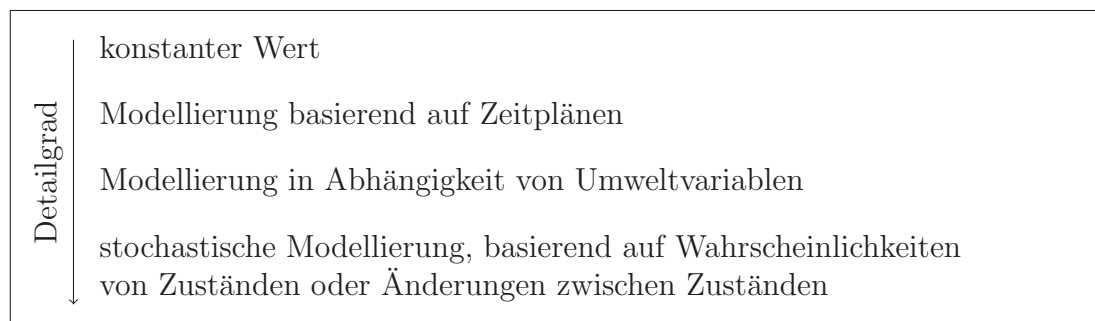 Detailgrad
konstanter Wert
Modellierung basierend auf Zeitplänen
Modellierung in Abhängigkeit von Umweltvariablen
stochastische Modellierung, basierend auf Wahrscheinlichkeiten
von Zuständen oder Änderungen zwischen Zuständen